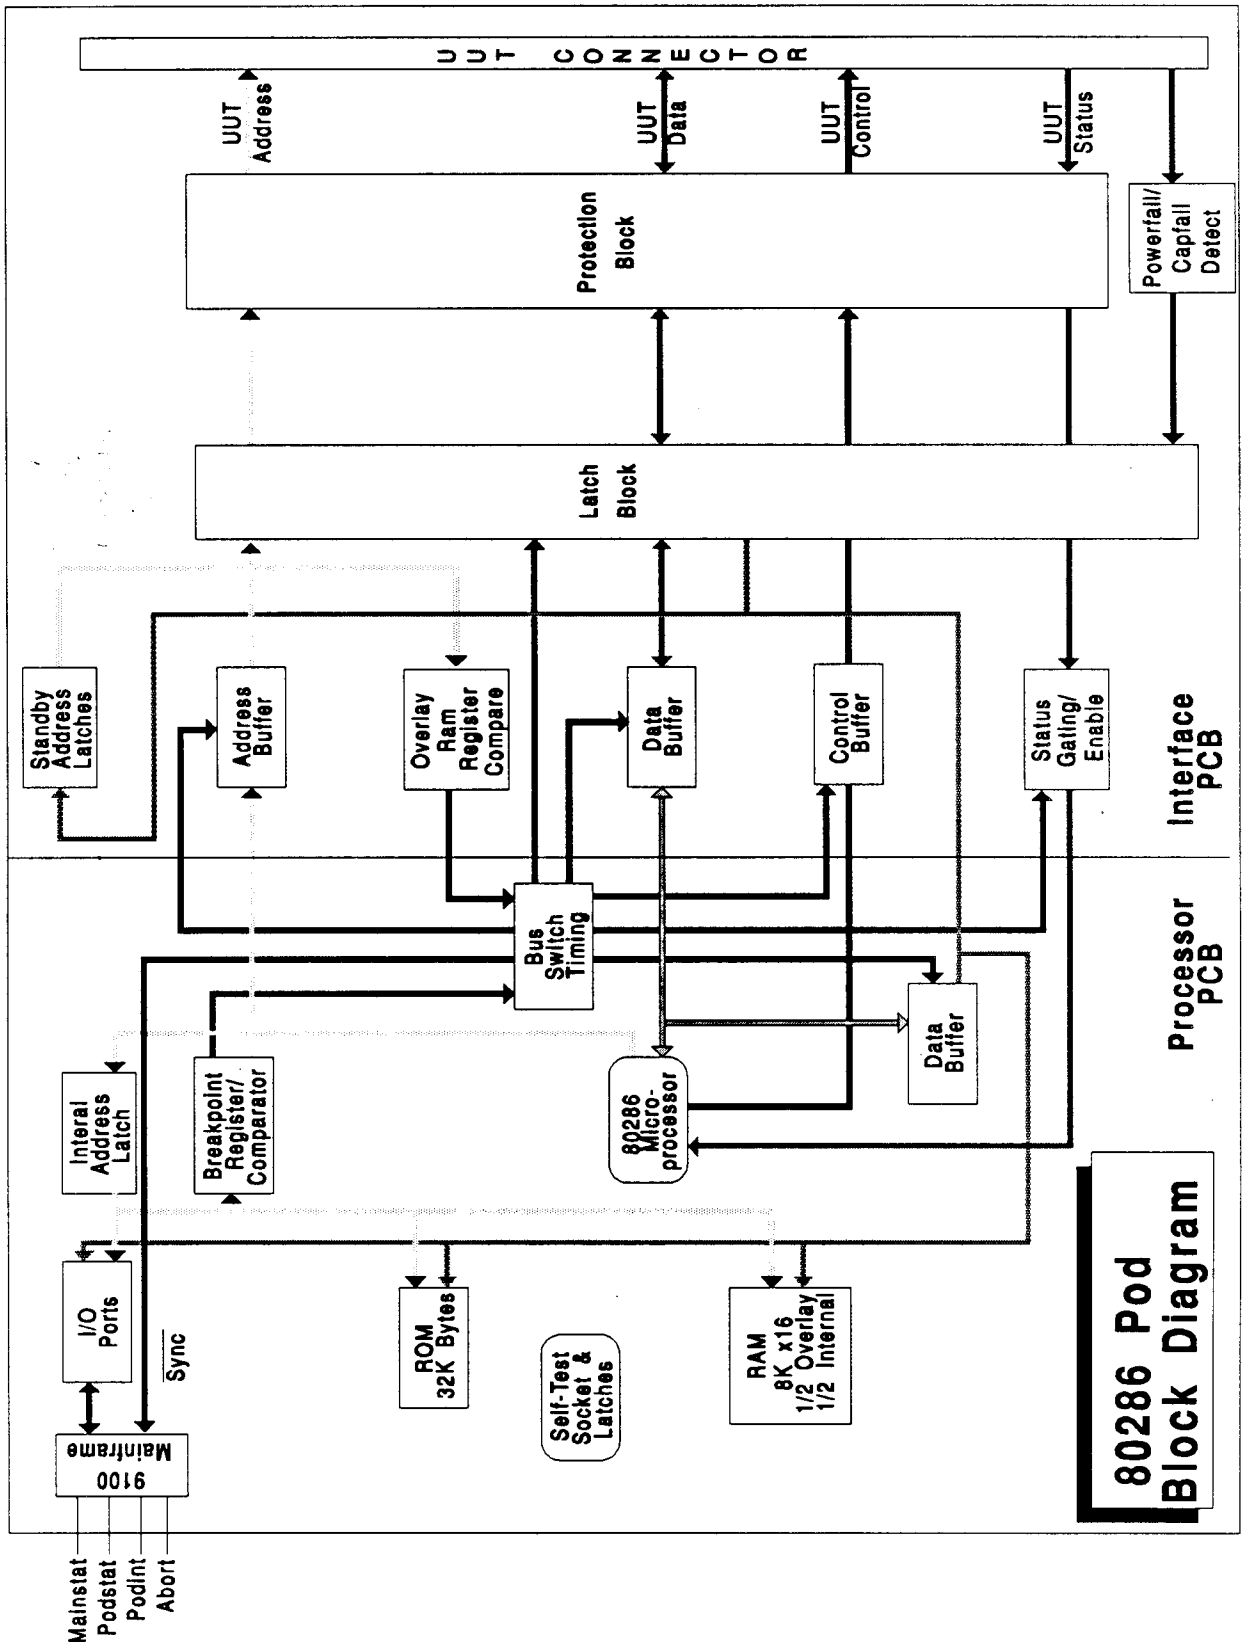 Mainstat
Podstat
Podint
Abort
9100
Mainframe
Sync
I/O
Ports
Interal
Address
Latch
Breakpoint
Register/
Comparator
ROM
32K Bytes
Self-Test
Socket &
Latches
RAM
8K x16
1/2 Overlay
1/2 Internal
80286
Micro-
processor
Data
Buffer
Bus
Switch
Timing
Processor
PCB
Standby
Address
Latches
Address
Buffer
Overlay
Ram
Register
Compare
Data
Buffer
Control
Buffer
Status
Gating/
Enable
Interface
PCB
Latch
Block
Protection
Block
Powerfail/
Capfail
Detect
UUT
Address
UUT
Data
UUT
Control
UUT
Status
UUT CONNECTOR
80286 Pod
Block Diagram